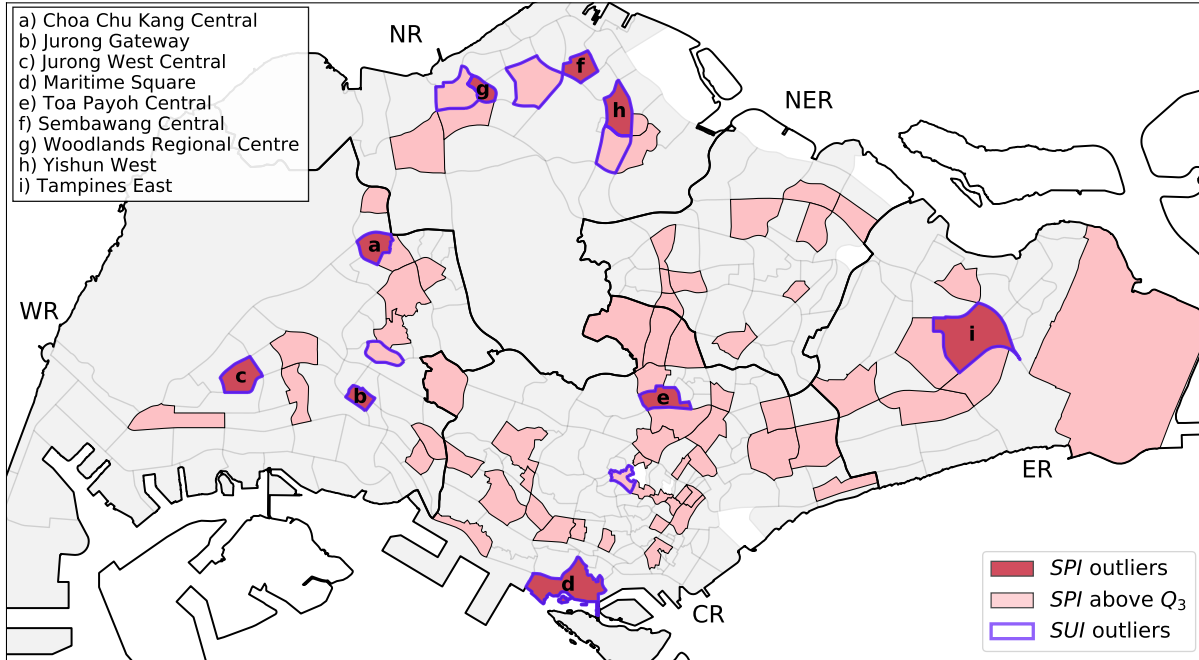 a) Choa Chu Kang Central
b) Jurong Gateway
c) Jurong West Central
d) Maritime Square
e) Toa Payoh Central
f) Sembawang Central
g) Woodlands Regional Centre
h) Yishun West
i) Tampines East
NR
NER
WR
ER
CR
f
g
h
a
i
c
b
e
d
SPI outliers
SPI above Q3
SUI outliers